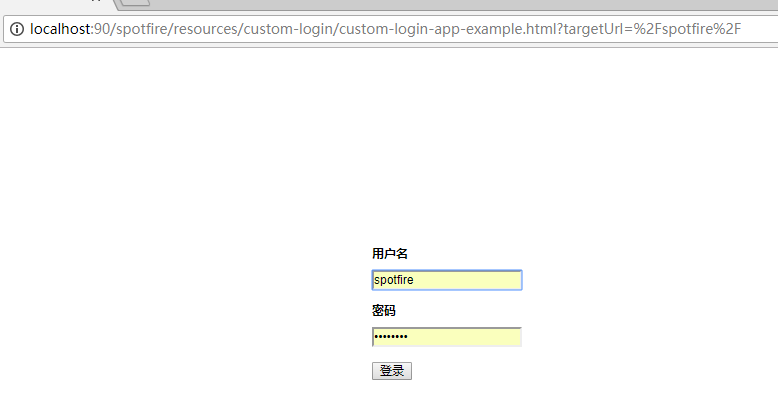 localhost:90/spotfire/resources/custom-login/custom-login-app-example.html?targetUrl=%2Fspotfire%2F
用户名
spotfire
密码
••••••••
登录